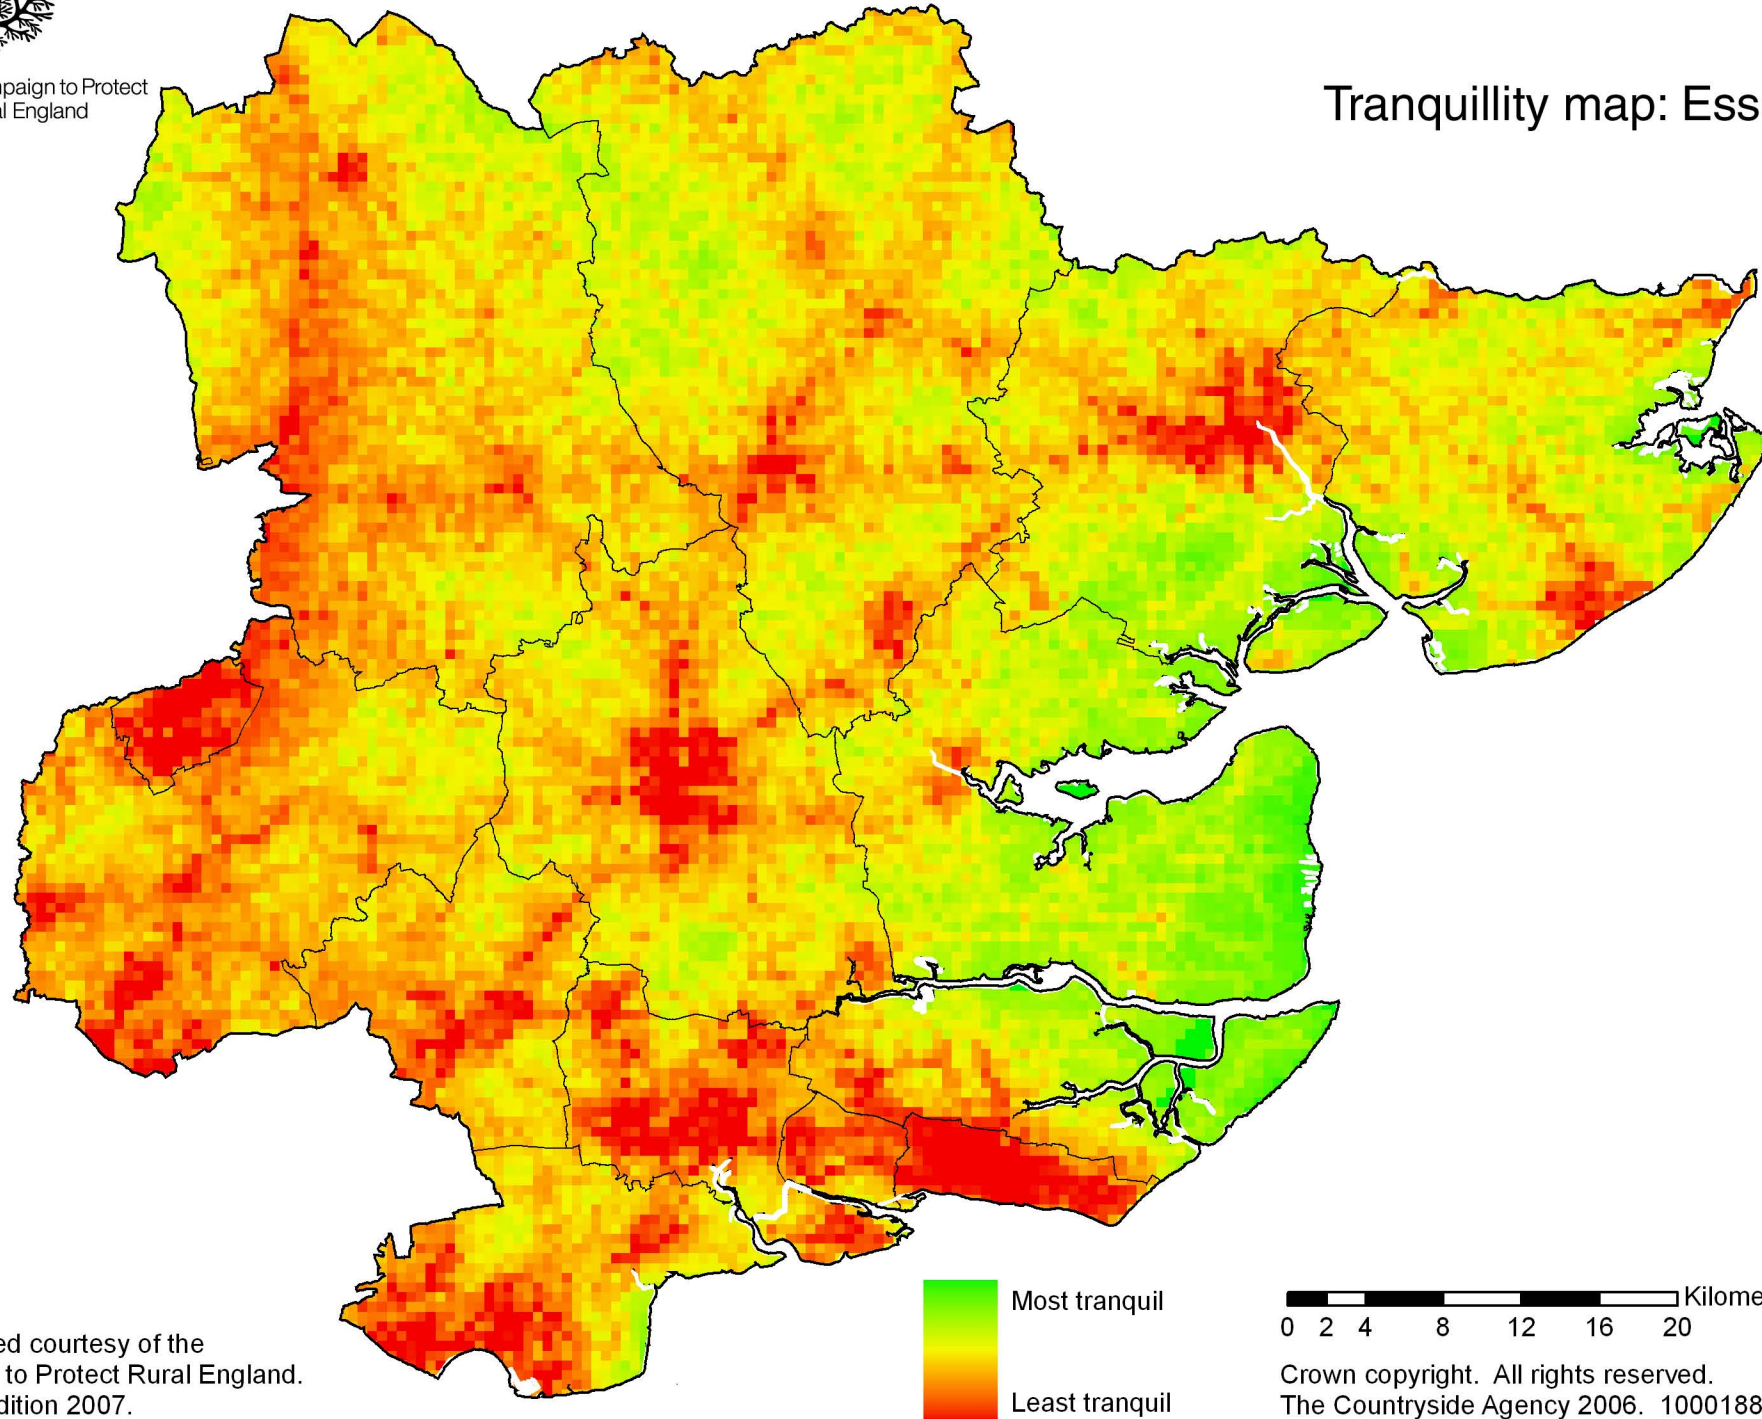 paign to Protect
al England
Tranquillity map: Ess
Most tranquil
Least tranquil
Kilome
0 2 4 8 12 16 20
ed courtesy of the
to Protect Rural England.
dition 2007.
Crown copyright. All rights reserved.
The Countryside Agency 2006. 1000188